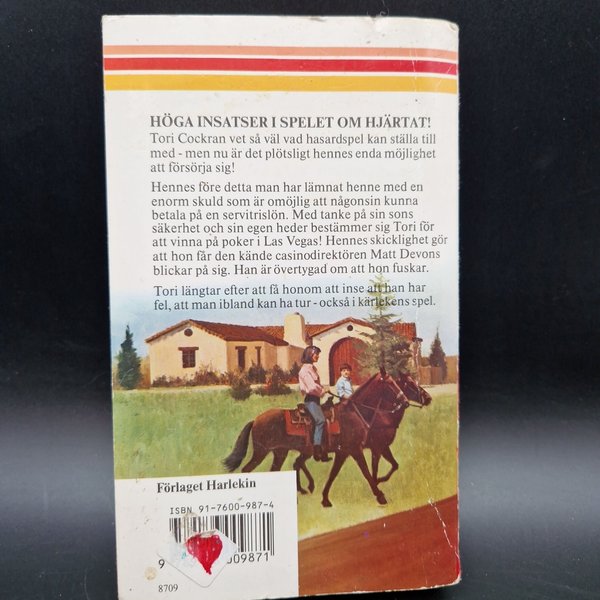 HÖGA INSATSER I SPELET OM HJÄRTAT!
Tori Cockran vet så väl vad hasardspel kan ställa till
med - men nu är det plötsligt hennes enda möjlighet
att försörja sig!
Hennes före detta man har lämnat henne med en
enorm skuld som är omöjlig att någonsin kunna
betala på en servitrislön. Med tanke på sin sons
säkerhet och sin egen heder bestämmer sig Tori för
att vinna på poker i Las Vegas! Hennes skicklighet gör
att hon får den kände casinodirektören Matt Devons
blickar på sig. Han är övertygad om att hon fuskar.
Tori längtar efter att få honom att inse att han har
fel, att man ibland kan ha tur - också i kärlekens spel.
Förlaget Harlekin
ISBN 91-7600-987-4
9 009871
8709